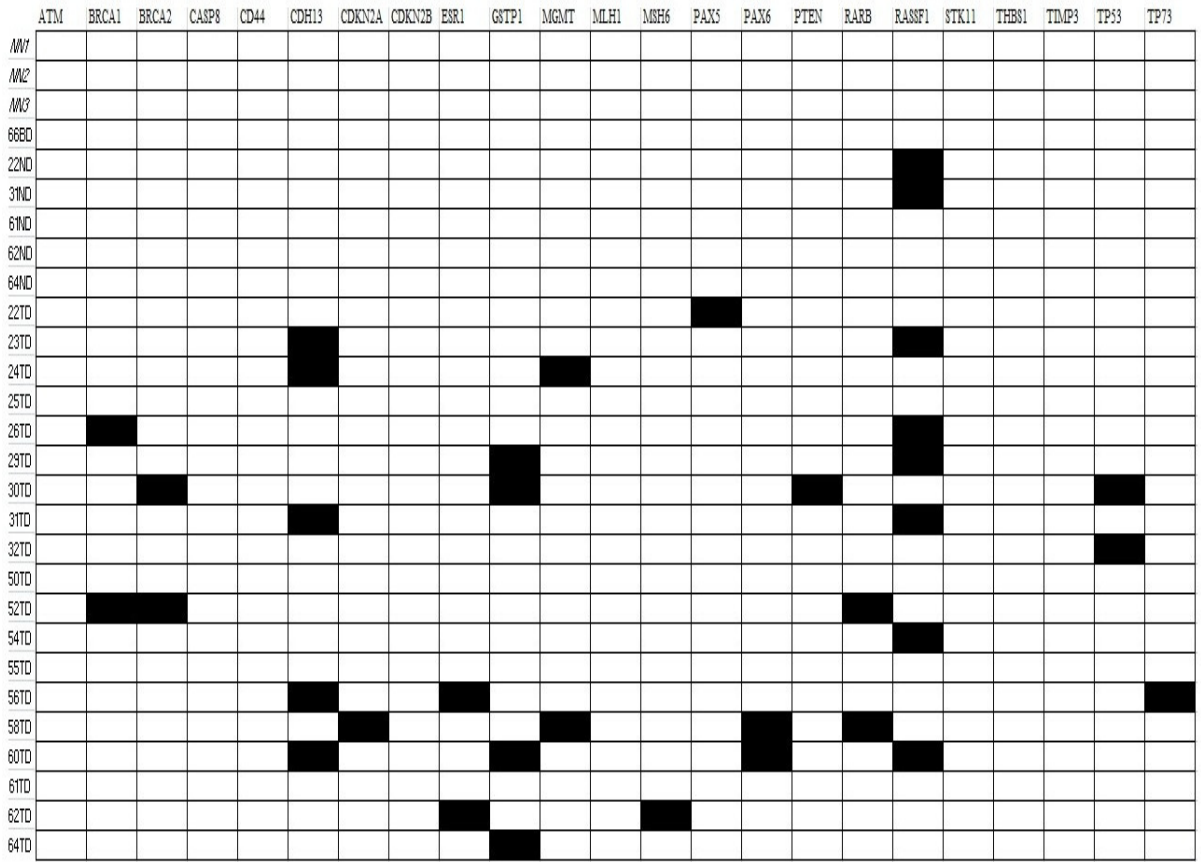 ATM BRCA1 BRCA2 CASP8 CD44 CDH13 CDKN2A CDKN2B ESR1 GSTP1 MGMT MLH1 MSH6 PAX5 PAX6 PTEN RARB RASSF1 STK11 THBS1 TIMP3 TP53 TP73
NN1
NN2
NN3
66BD
22ND
31ND
61ND
62ND
64ND
22TD
23TD
24TD
25TD
26TD
29TD
30TD
31TD
32TD
50TD
52TD
54TD
55TD
56TD
58TD
60TD
61TD
62TD
64TD